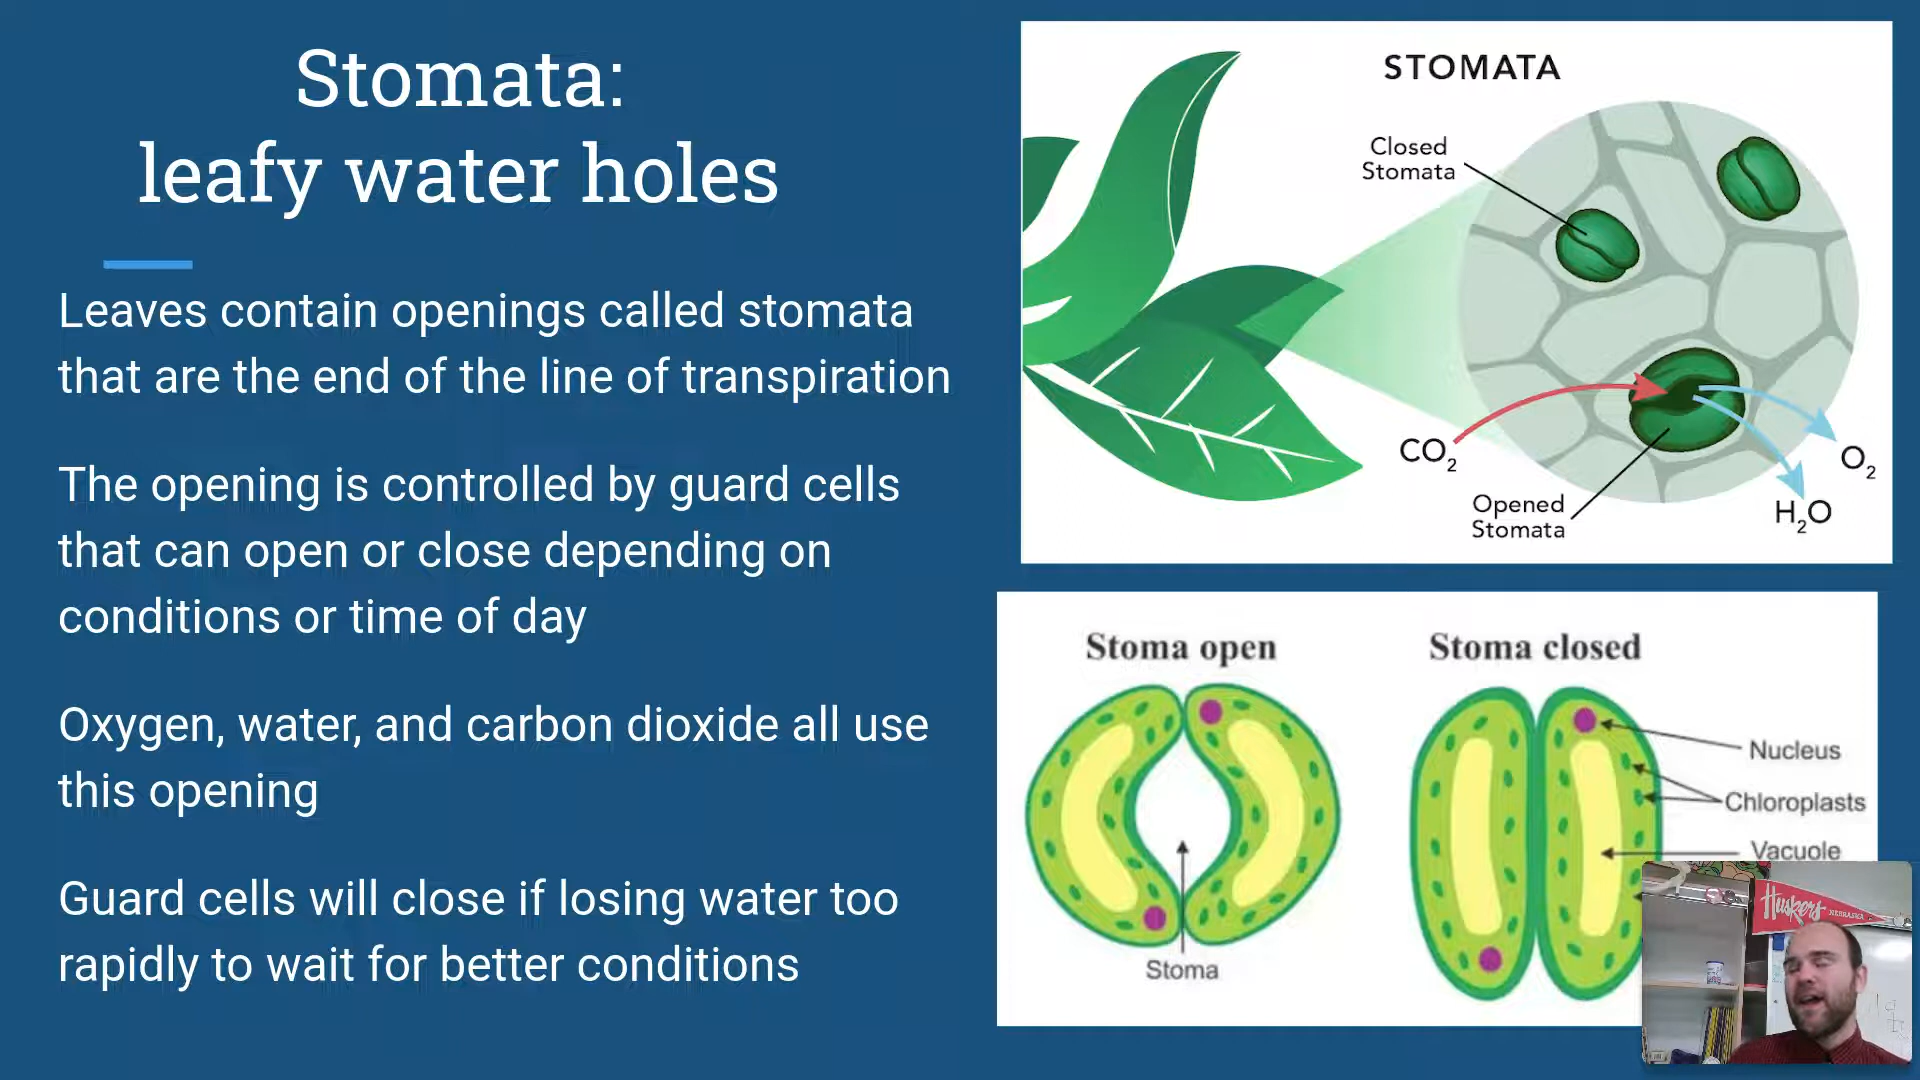 Stomata:
leafy water holes
Leaves contain openings called stomata
that are the end of the line of transpiration
The opening is controlled by guard cells
that can open or close depending on
conditions or time of day
Oxygen, water, and carbon dioxide all use
this opening
Guard cells will close if losing water too
rapidly to wait for better conditions
STOMATA
Closed
Stomata
CO₂
O₂
H₂O
Opened
Stomata
Stoma open
Stoma closed
Nucleus
Chloroplasts
Vacuole
Stoma
Huskers
NEBRASKA